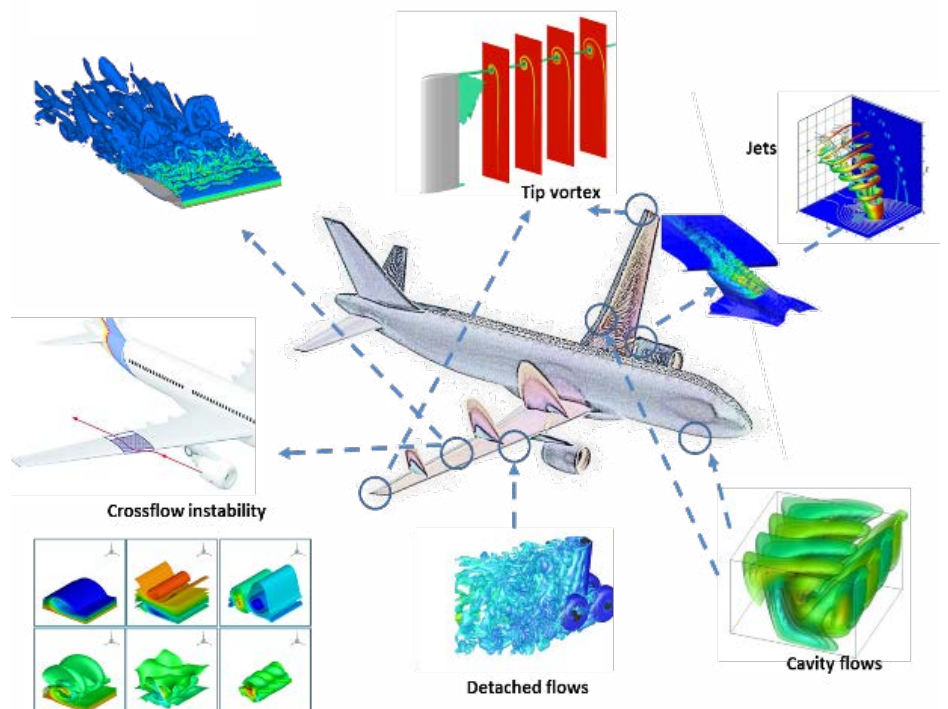 Tip vortex
Jets
Crossflow instability
Detached flows
Cavity flows